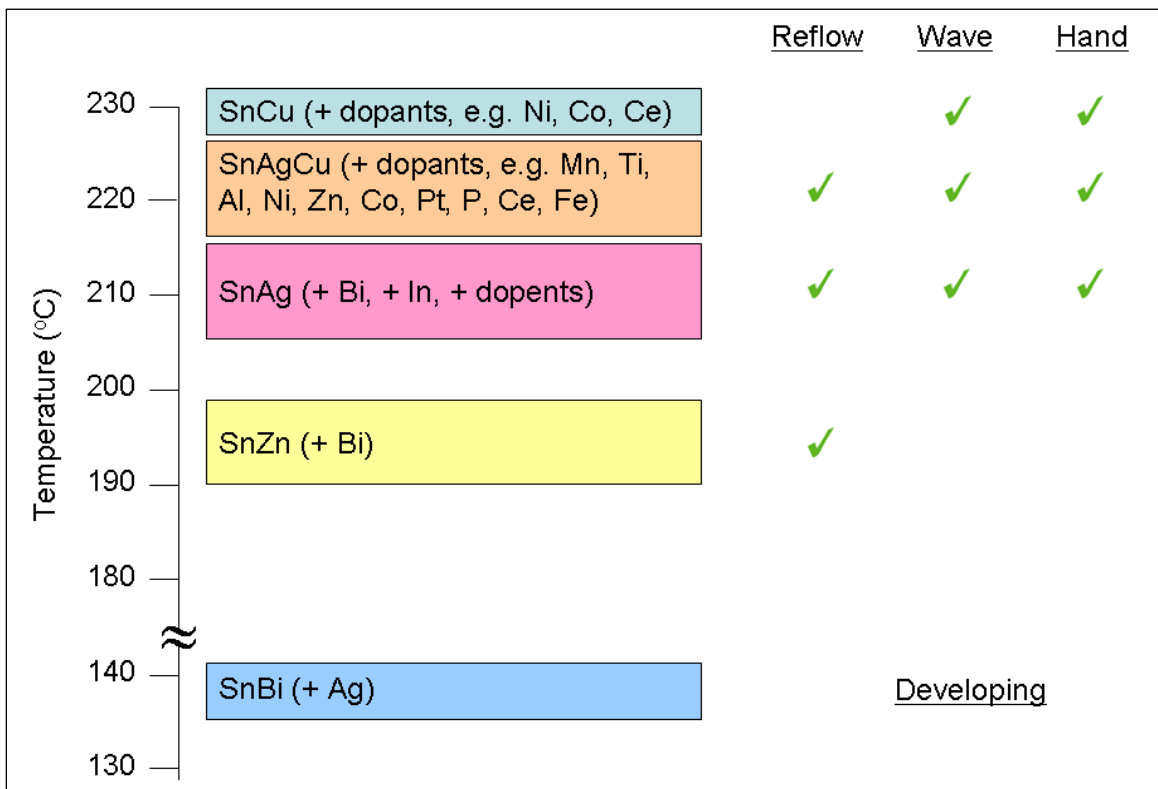 Reflow Wave Hand
230
SnCu (+ dopants, e.g. Ni, Co, Ce) ✓ ✓
SnAgCu (+ dopants, e.g. Mn, Ti,
Al, Ni, Zn, Co, Pt, P, Ce, Fe) ✓ ✓ ✓
220
SnAg (+ Bi, + In, + dopents) ✓ ✓ ✓
210
200
SnZn (+ Bi) ✓
190
180
140
SnBi (+ Ag)
Developing
130
Temperature (°C)